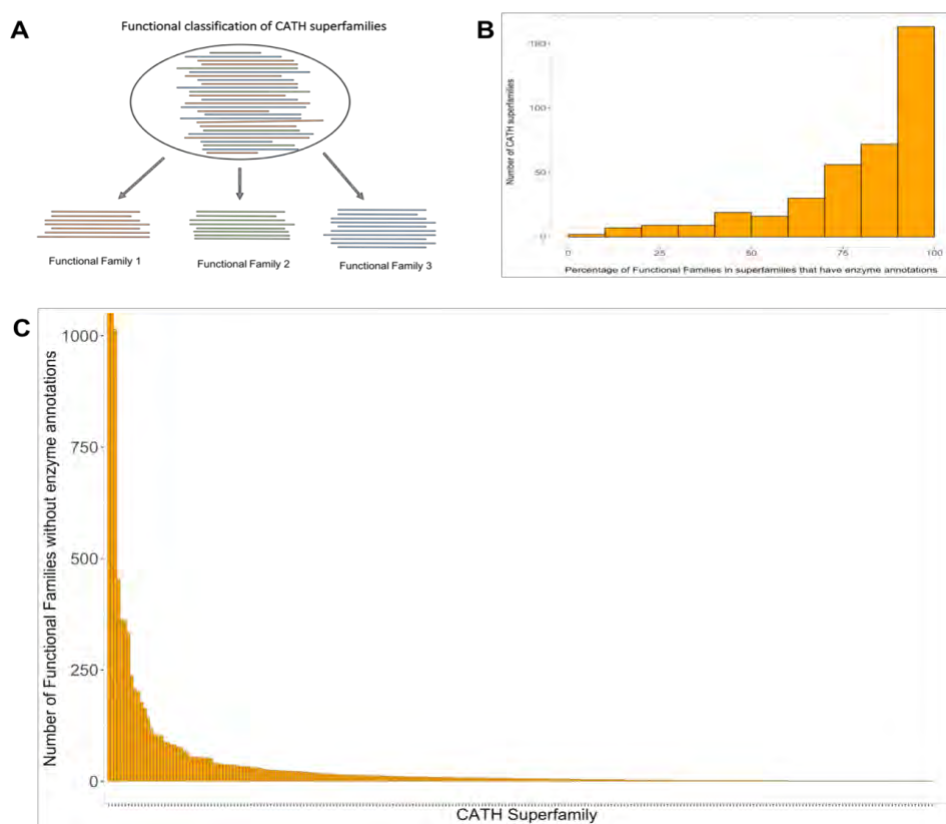 A
Functional classification of CATH superfamilies
Functional Family 1
Functional Family 2
Functional Family 3
B
Number of CATH superfamilies
150
100
50
0
0
25
50
75
100
Percentage of Functional Families in superfamilies that have enzyme annotations
C
Number of Functional Families without enzyme annotations
1000
750
500
250
0
CATH Superfamily